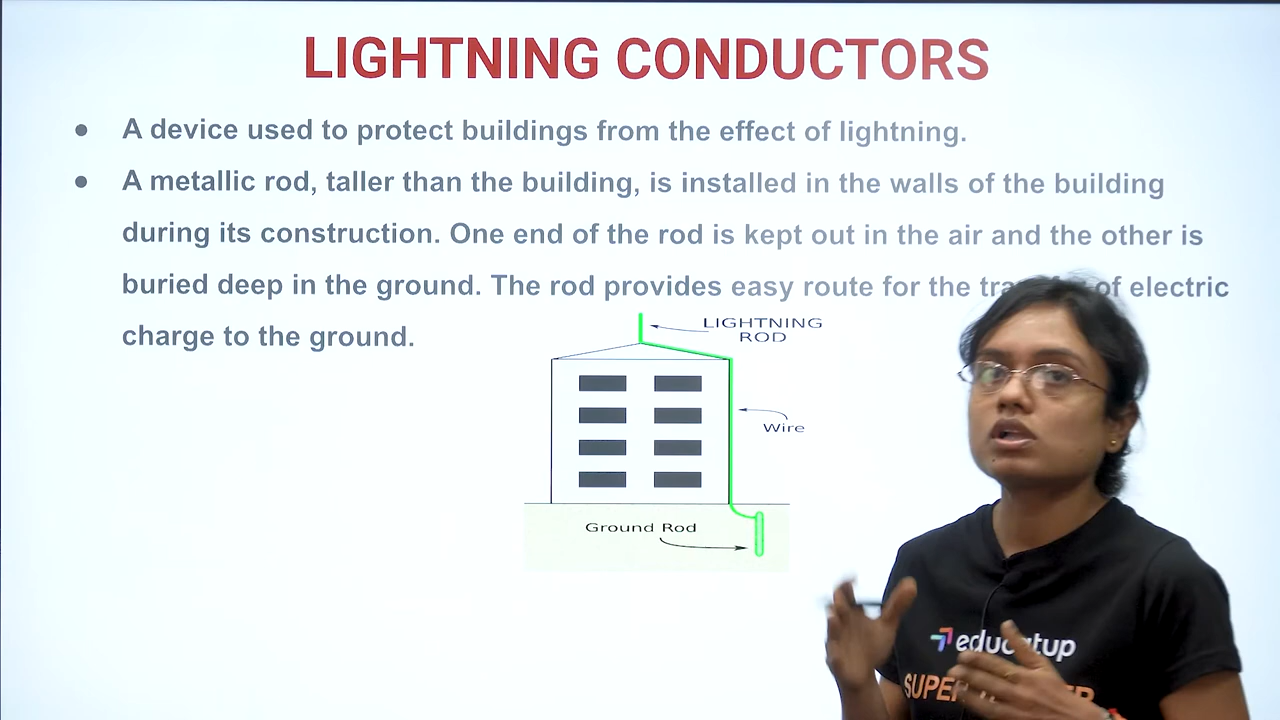 LIGHTNING CONDUCTORS
● A device used to protect buildings from the effect of lightning.
● A metallic rod, taller than the building, is installed in the walls of the building
during its construction. One end of the rod is kept out in the air and the other is
buried deep in the ground. The rod provides easy route for the of electric
charge to the ground.
LIGHTNING
ROD
Wire
Ground Rod